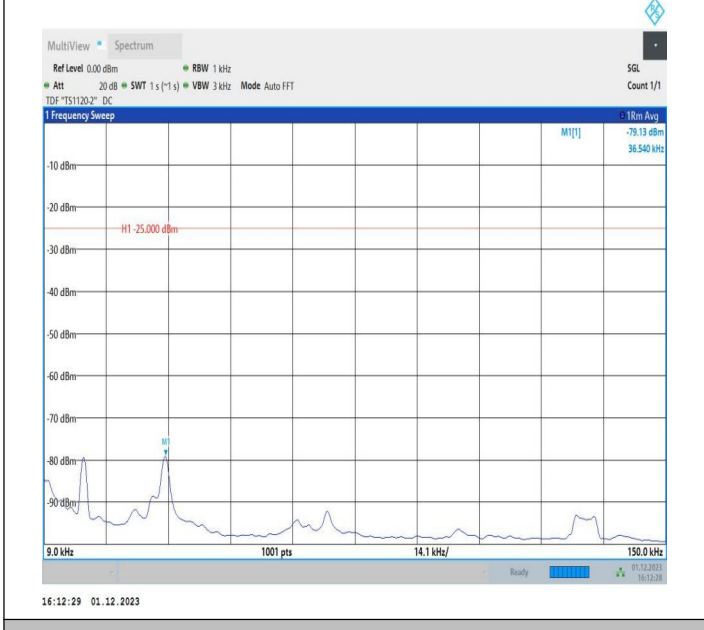 MultiView Spectrum
Ref Level 0.00 dBm RBW 1 kHz SGL
Att 20 dB SWT 1 s (~1 s) VBW 3 kHz Mode Auto FFT Count 1/1
TDF "TS1120-2" DC
1 Frequency Sweep 1Rm Avg
M1[1] -79.13 dBm
36.540 kHz
-10 dBm
-20 dBm
H1 -25.000 dBm
-30 dBm
-40 dBm
-50 dBm
-60 dBm
-70 dBm
M1
-80 dBm
-90 dBm
9.0 kHz 1001 pts 14.1 kHz/ 150.0 kHz
Ready 01.12.2023
16:12:28
16:12:29 01.12.2023